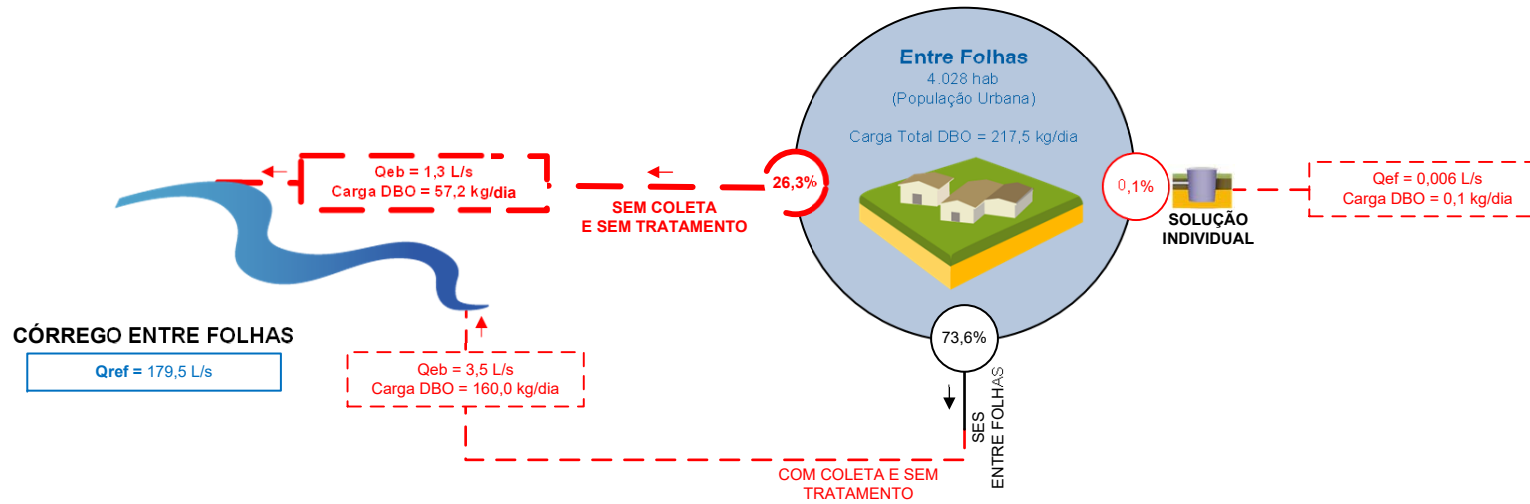 Entre Folhas
4.028 hab
(População Urbana)
Carga Total DBO = 217,5 kg/dia
Qeb = 1,3 L/s
Carga DBO = 57,2 kg/dia
26,3%
SEM COLETA
E SEM TRATAMENTO
0,1%
SOLUÇÃO
INDIVIDUAL
Qef = 0,006 L/s
Carga DBO = 0,1 kg/dia
CÓRREGO ENTRE FOLHAS
Qref = 179,5 L/s
Qeb = 3,5 L/s
Carga DBO = 160,0 kg/dia
73,6%
SES
ENTRE FOLHAS
COM COLETA E SEM
TRATAMENTO